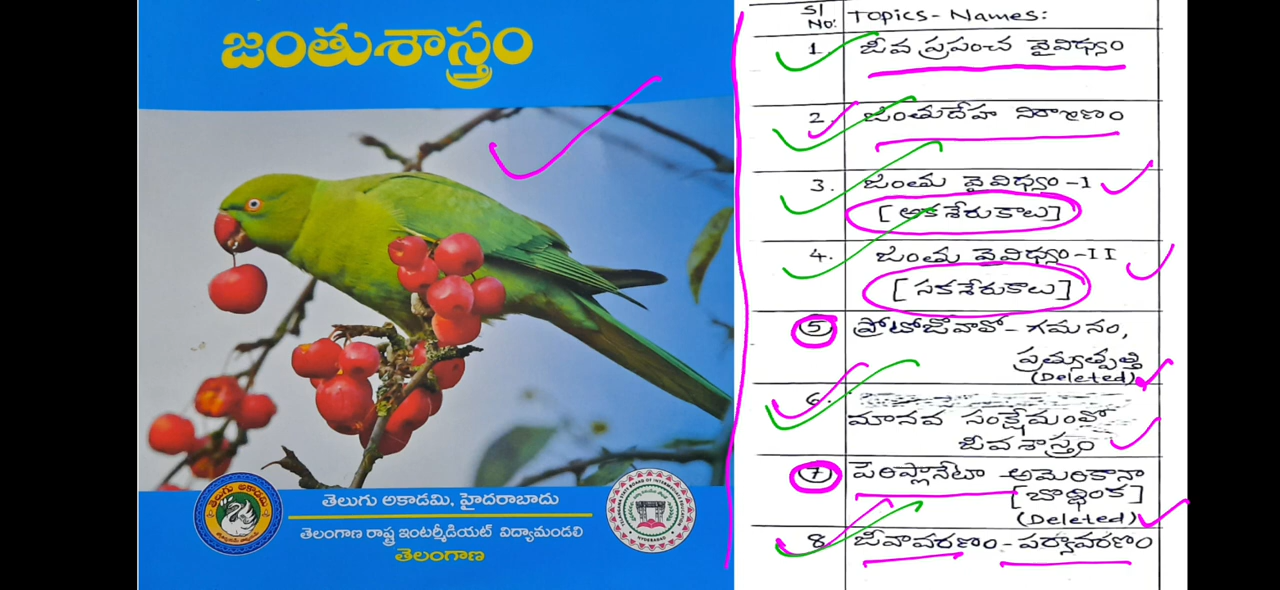 జంతుశాస్త్రం
తెలుగు అకాడమి, హైదరాబాదు
తెలంగాణ రాష్ట్ర ఇంటర్మీడియట్ విద్యామండలి
తెలంగాణ
Sl No: Topics - Names:
1. జీవ ప్రపంచ వైవిధ్యం
2. జంతుదేహ నిర్మాణం
3. జంతు వైవిధ్యం - I
[అకశేరుకాలు]
4. జంతు వైవిధ్యం - II
[సకశేరుకాలు]
5 ప్రోటోజోవాలో - గమనం,
ప్రత్యుత్పత్తి
(Deleted)
6.
మానవ సంక్షేమంలో
జీవశాస్త్రం
7 పెరిప్లానేటా - అమెరికానా
[బొద్దింక]
(Deleted)
8. జీవావరణం - పర్యావరణం